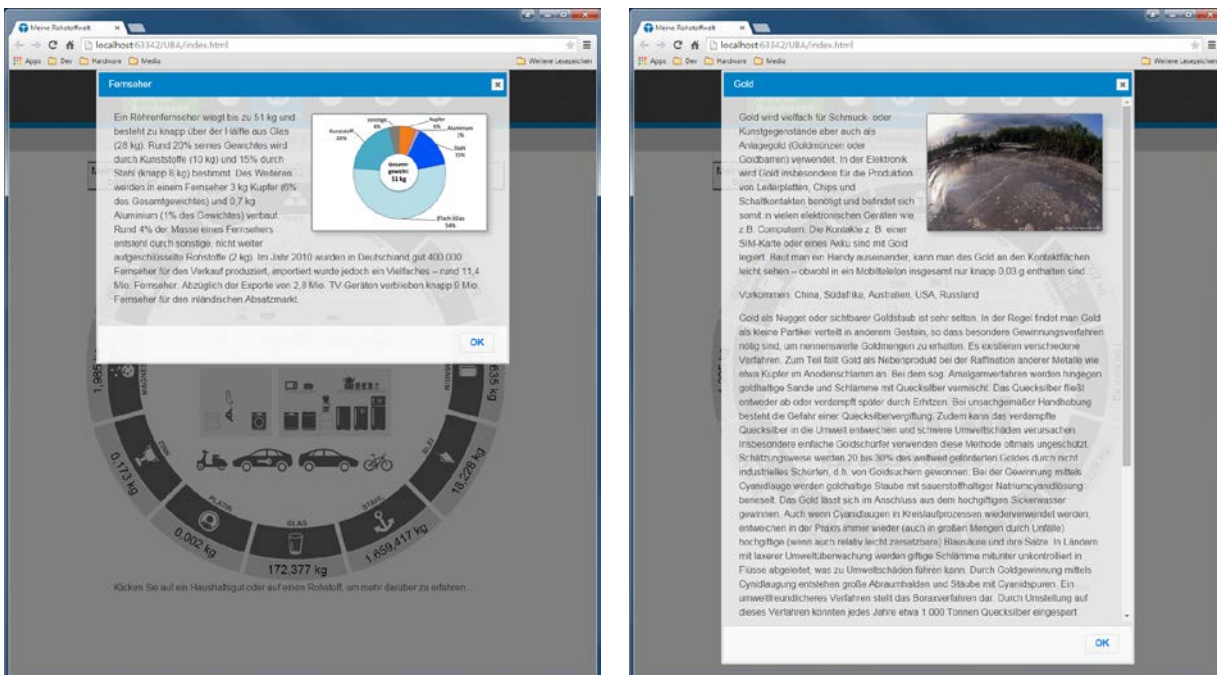 Meine Rohstoffwelt
localhost:63342/UBA/index.html
Apps Dev Hardware Media Weitere Lesezeichen
Fernseher
Ein Röhrenfernseher wiegt bis zu 51 kg und
besteht zu knapp über der Hälfte aus Glas
(28 kg). Rund 20% seines Gewichtes wird
durch Kunststoffe (10 kg) und 15% durch
Stahl (knapp 8 kg) bestimmt. Des Weiteren
werden in einem Fernseher 3 kg Kupfer (6%
des Gesamtgewichtes) und 0,7 kg
Aluminium (1% des Gewichtes) verbaut.
Rund 4% der Masse eines Fernsehers
entsteht durch sonstige, nicht weiter
aufgeschlüsselte Rohstoffe (2 kg). Im Jahr 2010 wurden in Deutschland gut 400.000
Fernseher für den Verkauf produziert, importiert wurde jedoch ein Vielfaches – rund 11,4
Mio. Fernseher. Abzüglich der Exporte von 2,8 Mio. TV-Geräten verblieben knapp 9 Mio.
Fernseher für den inländischen Absatzmarkt.
sonstige
4%
Kupfer
6%
Aluminium
1%
Stahl
15%
(Flach-)Glas
54%
Kunststoff
20%
Gesamt-
gewicht:
51 kg
OK
1,985
635 kg
ZINN
0,173 kg
PLATIN
0,002 kg
GLAS
172,377 kg
STAHL
1.659,417 kg
BLEI
18,228 kg
Klicken Sie auf ein Haushaltsgut oder auf einen Rohstoff, um mehr darüber zu erfahren.
Meine Rohstoffwelt
localhost:63342/UBA/index.html
Apps Dev Hardware Media Weitere Lesezeichen
Gold
Gold wird vielfach für Schmuck- oder
Kunstgegenstände aber auch als
Anlagegold (Goldmünzen oder
Goldbarren) verwendet. In der Elektronik
wird Gold insbesondere für die Produktion
von Leiterplatten, Chips und
Schaltkontakten benötigt und befindet sich
somit in vielen elektronischen Geräten wie
z.B. Computern. Die Kontakte z. B. einer
SIM-Karte oder eines Akku sind mit Gold
legiert. Baut man ein Handy auseinander, kann man das Gold an den Kontaktflächen
leicht sehen – obwohl in ein Mobiltelefon insgesamt nur knapp 0,03 g enthalten sind.
Vorkommen: China, Südafrika, Australien, USA, Russland
Gold als Nugget oder sichtbarer Goldstaub ist sehr selten. In der Regel findet man Gold
als kleine Partikel verteilt in anderem Gestein, so dass besondere Gewinnungsverfahren
nötig sind, um nennenswerte Goldmengen zu erhalten. Es existieren verschiedene
Verfahren. Zum Teil fällt Gold als Nebenprodukt bei der Raffination anderer Metalle wie
etwa Kupfer im Anodenschlamm an. Bei dem sog. Amalgamverfahren werden hingegen
goldhaltige Sande und Schlämme mit Quecksilber vermischt. Das Quecksilber fließt
entweder ab oder verdampft später durch Erhitzen. Bei unsachgemäßer Handhabung
besteht die Gefahr einer Quecksilbervergiftung. Zudem kann das verdampfte
Quecksilber in die Umwelt entweichen und schwere Umweltschäden verursachen.
Insbesondere einfache Goldschürfer verwenden diese Methode oftmals ungeschützt.
Schätzungsweise werden 20 bis 30% des weltweit geförderten Goldes durch nicht
industrielles Schürfen, d.h. von Goldsuchern gewonnen. Bei der Gewinnung mittels
Cyanidlauge werden goldhaltige Stäube mit sauerstoffhaltiger Natriumcyanidlösung
berieselt. Das Gold lässt sich im Anschluss aus dem hochgiftigen Sickerwasser
gewinnen. Auch wenn Cyanidlaugen in Kreislaufprozessen wiederverwendet werden,
entweichen in der Praxis immer wieder (auch in großen Mengen durch Unfälle)
hochgiftige (wenn auch relativ leicht zersetzbare) Blausäure und ihre Salze. In Ländern
mit laxerer Umweltüberwachung werden giftige Schlämme mitunter unkontrolliert in
Flüsse abgeleitet, was zu Umweltschäden führen kann. Durch Goldgewinnung mittels
Cynidlaugung entstehen große Abraumhalden und Stäube mit Cyanidspuren. Ein
umweltfreundlicheres Verfahren stellt das Boraxverfahren dar. Durch Umstellung auf
dieses Verfahren könnten jedes Jahre etwa 1.000 Tonnen Quecksilber eingespart
OK